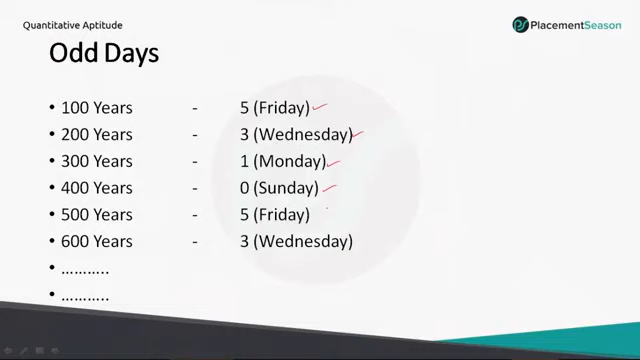 Quantitative Aptitude
PlacementSeason
Odd Days
• 100 Years - 5 (Friday)
• 200 Years - 3 (Wednesday)
• 300 Years - 1 (Monday)
• 400 Years - 0 (Sunday)
• 500 Years - 5 (Friday)
• 600 Years - 3 (Wednesday)
• ………..
• ………..